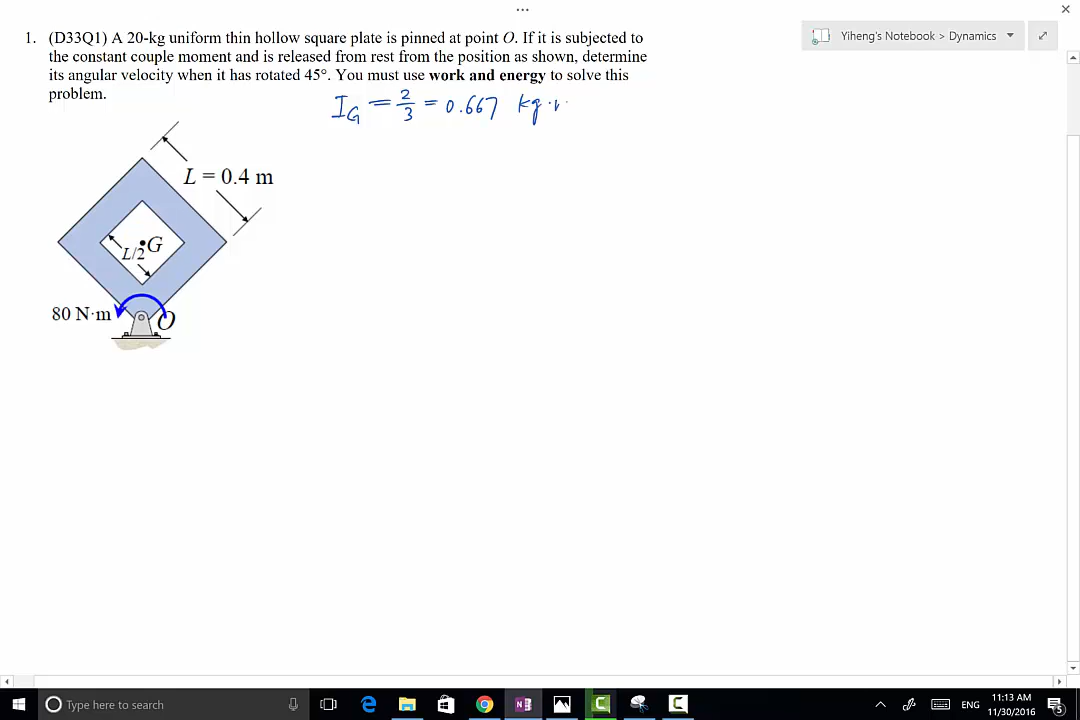 ...
Yiheng's Notebook > Dynamics
1. (D33Q1) A 20-kg uniform thin hollow square plate is pinned at point O. If it is subjected to
the constant couple moment and is released from rest from the position as shown, determine
its angular velocity when it has rotated 45°. You must use work and energy to solve this
problem.
I_G = 2/3 = 0.667 kg·
L = 0.4 m
G
L/2
80 N·m
O
Type here to search
ENG
11:13 AM
11/30/2016
5